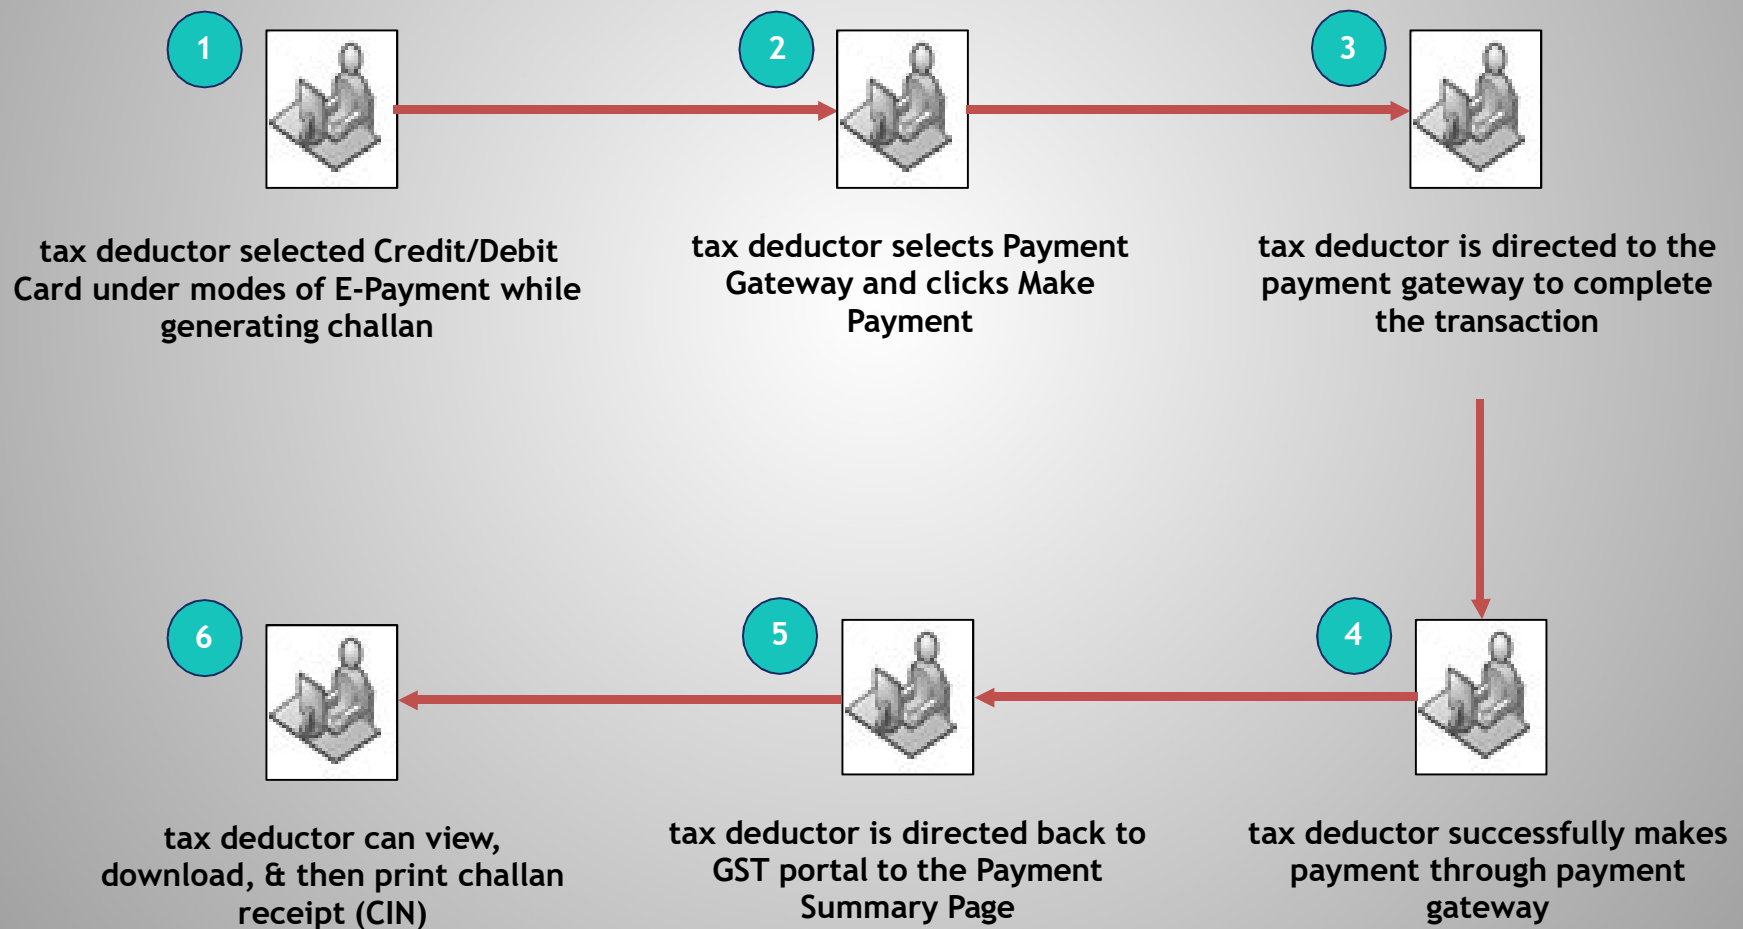 1
tax deductor selected Credit/Debit
Card under modes of E-Payment while
generating challan
2
tax deductor selects Payment
Gateway and clicks Make
Payment
3
tax deductor is directed to the
payment gateway to complete
the transaction
4
tax deductor successfully makes
payment through payment
gateway
5
tax deductor is directed back to
GST portal to the Payment
Summary Page
6
tax deductor can view,
download, & then print challan
receipt (CIN)